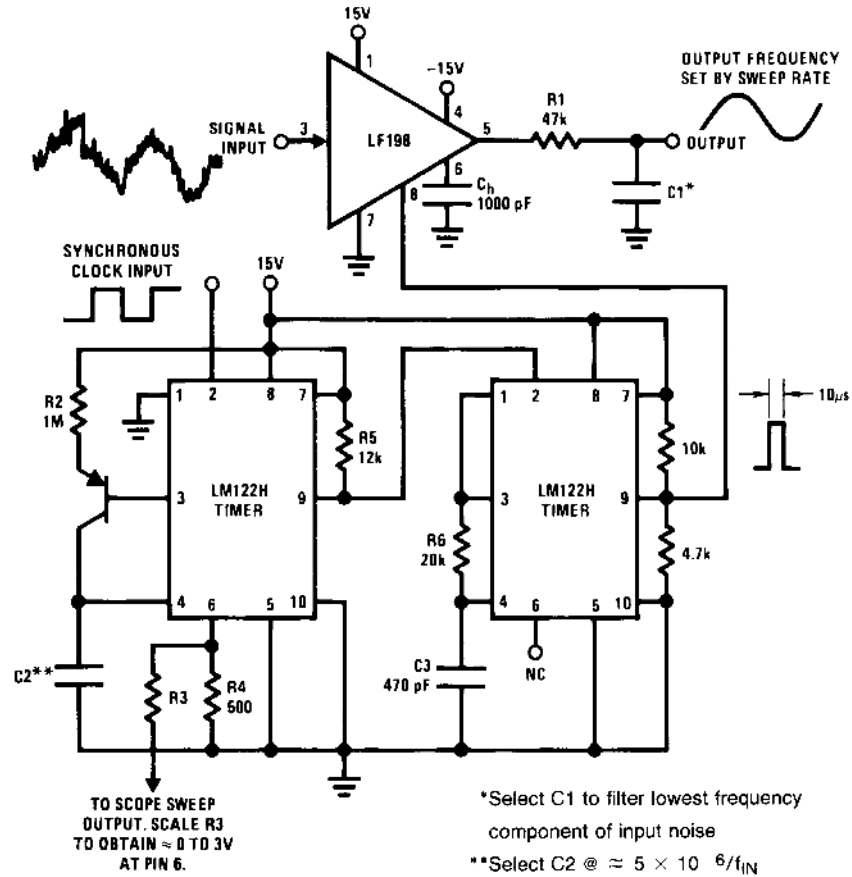 15V
1
-15V
4
OUTPUT FREQUENCY
SET BY SWEEP RATE
SIGNAL
INPUT
3
LF198
5
R1
47k
OUTPUT
6
Ch
1000 pF
8
7
C1*
SYNCHRONOUS
CLOCK INPUT
15V
R2
1M
1
2
8
7
R5
12k
LM122H
TIMER
3
9
4
6
5
10
C2**
R3
R4
500
1
2
8
7
10k
10µs
LM122H
TIMER
3
9
R6
20k
4.7k
4
6
5
10
C3
470 pF
NC
TO SCOPE SWEEP
OUTPUT. SCALE R3
TO OBTAIN ≈ 0 TO 3V
AT PIN 6.
*Select C1 to filter lowest frequency
component of input noise
**Select C2 @ ≈ 5 × 10 6/fIN